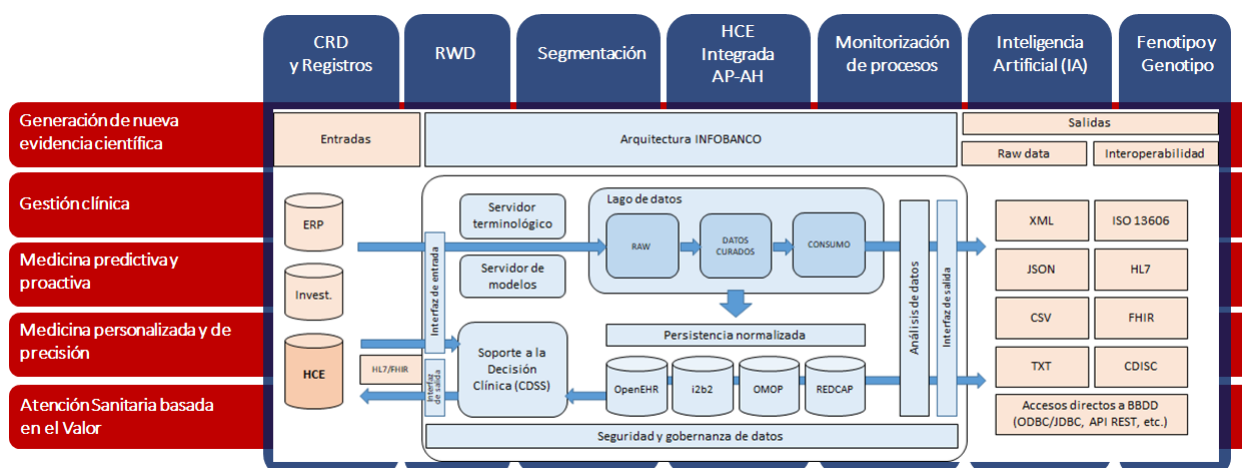 CRD
y Registros
RWD
Segmentación
HCE
Integrada
AP-AH
Monitorización
de procesos
Inteligencia
Artificial (IA)
Fenotipo y
Genotipo
Generación de nueva
evidencia científica
Gestión clínica
Medicina predictiva y
proactiva
Medicina personalizada y de
precisión
Atención Sanitaria basada
en el Valor
Entradas
Arquitectura INFOBANCO
Salidas
Raw data
Interoperabilidad
ERP
Invest.
HCE
HL7/FHIR
Interfaz de entrada
Interfaz
de salida
Servidor
terminológico
Servidor de
modelos
Soporte a la
Decisión
Clínica (CDSS)
Lago de datos
RAW
DATOS
CURADOS
CONSUMO
Persistencia normalizada
OpenEHR
i2b2
OMOP
REDCAP
Análisis de datos
Interfaz de salida
Seguridad y gobernanza de datos
XML
ISO 13606
JSON
HL7
CSV
FHIR
TXT
CDISC
Accesos directos a BBDD
(ODBC/JDBC, API REST, etc.)